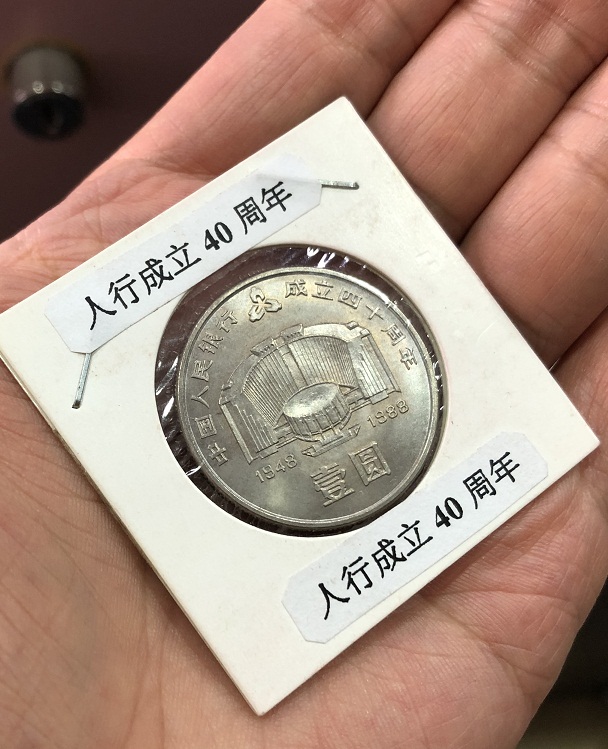 人行成立 40 周年
中国人民银行 成立四十周年
1948 1988
壹圆
人行成立 40 周年